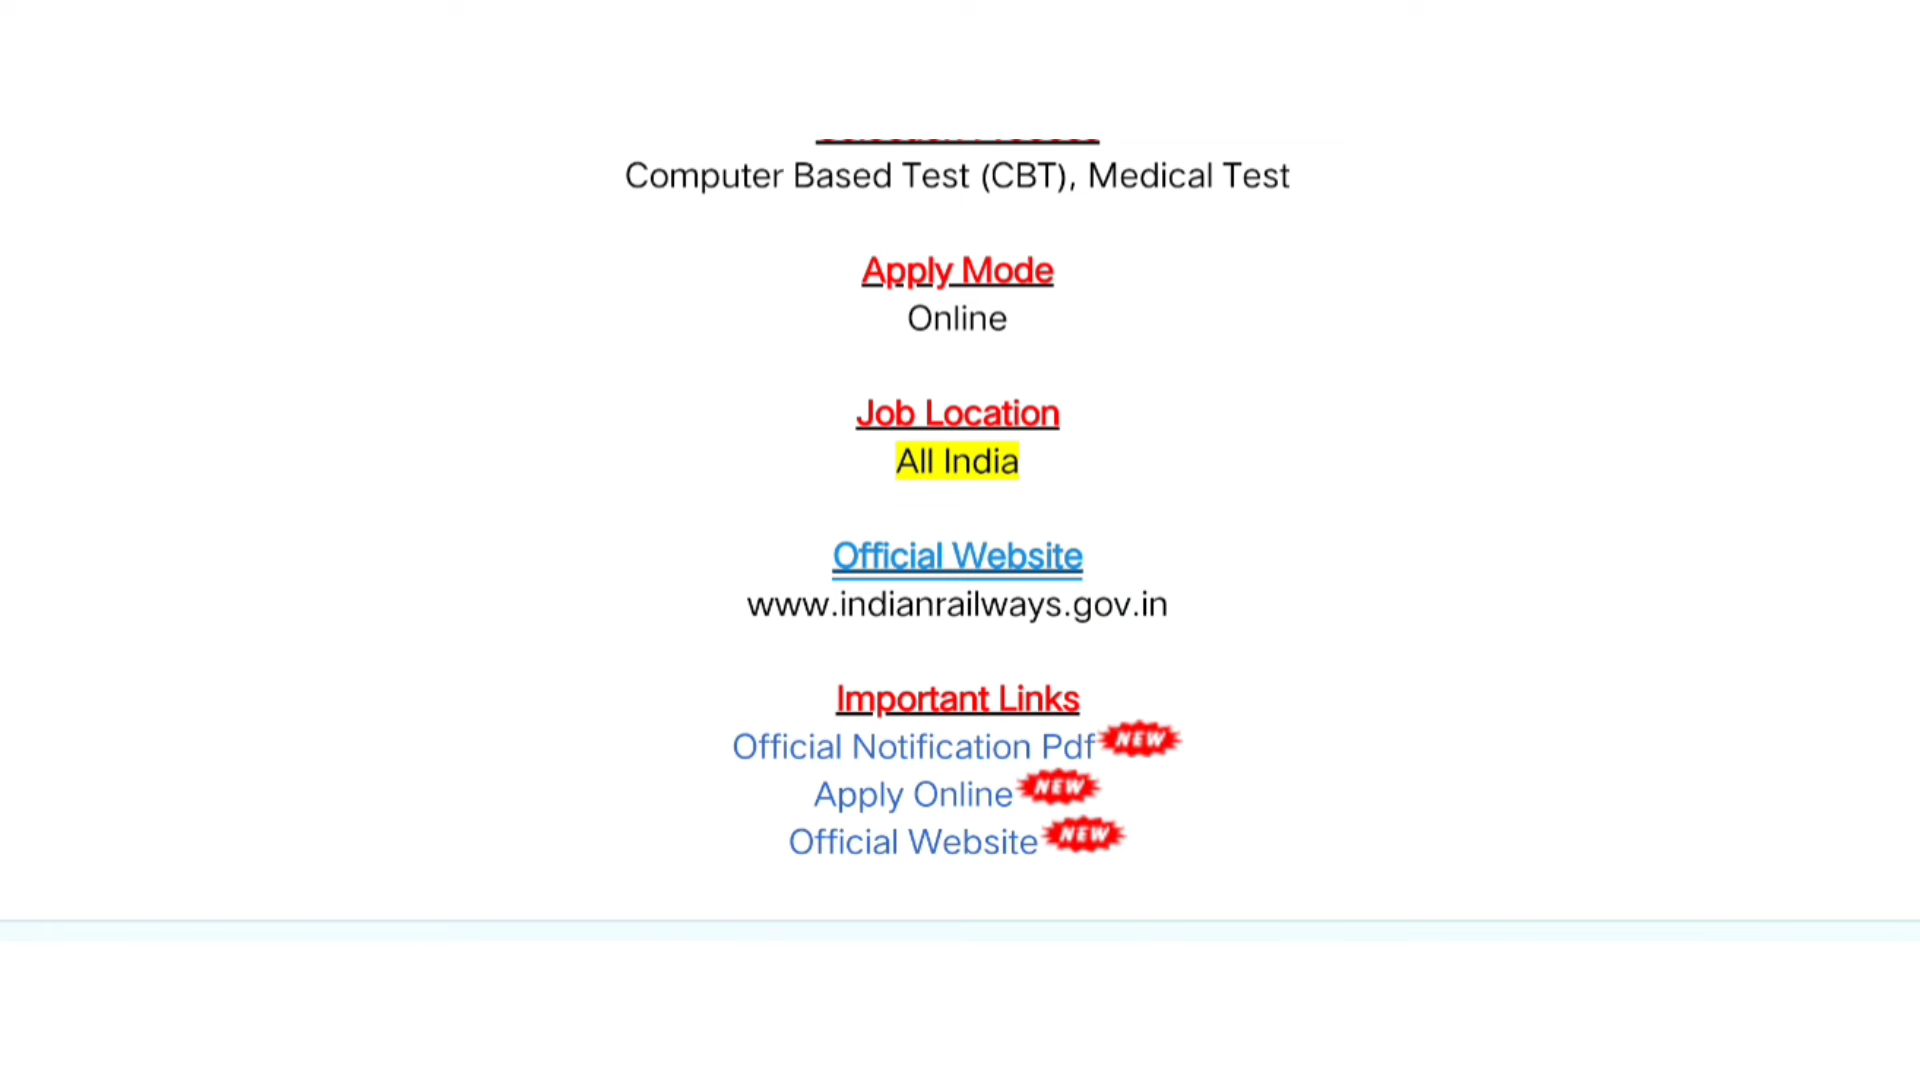 Computer Based Test (CBT), Medical Test
Apply Mode
Online
Job Location
All India
Official Website
www.indianrailways.gov.in
Important Links
Official Notification Pdf NEW
Apply Online NEW
Official Website NEW